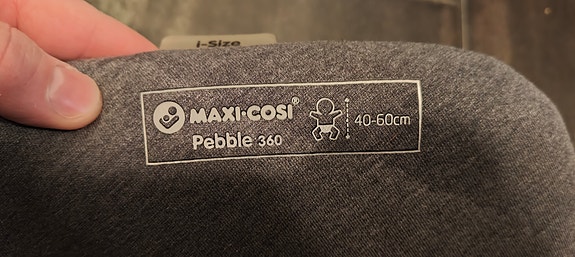 i-Size
MAXI-COSI®
Pebble 360
40-60cm